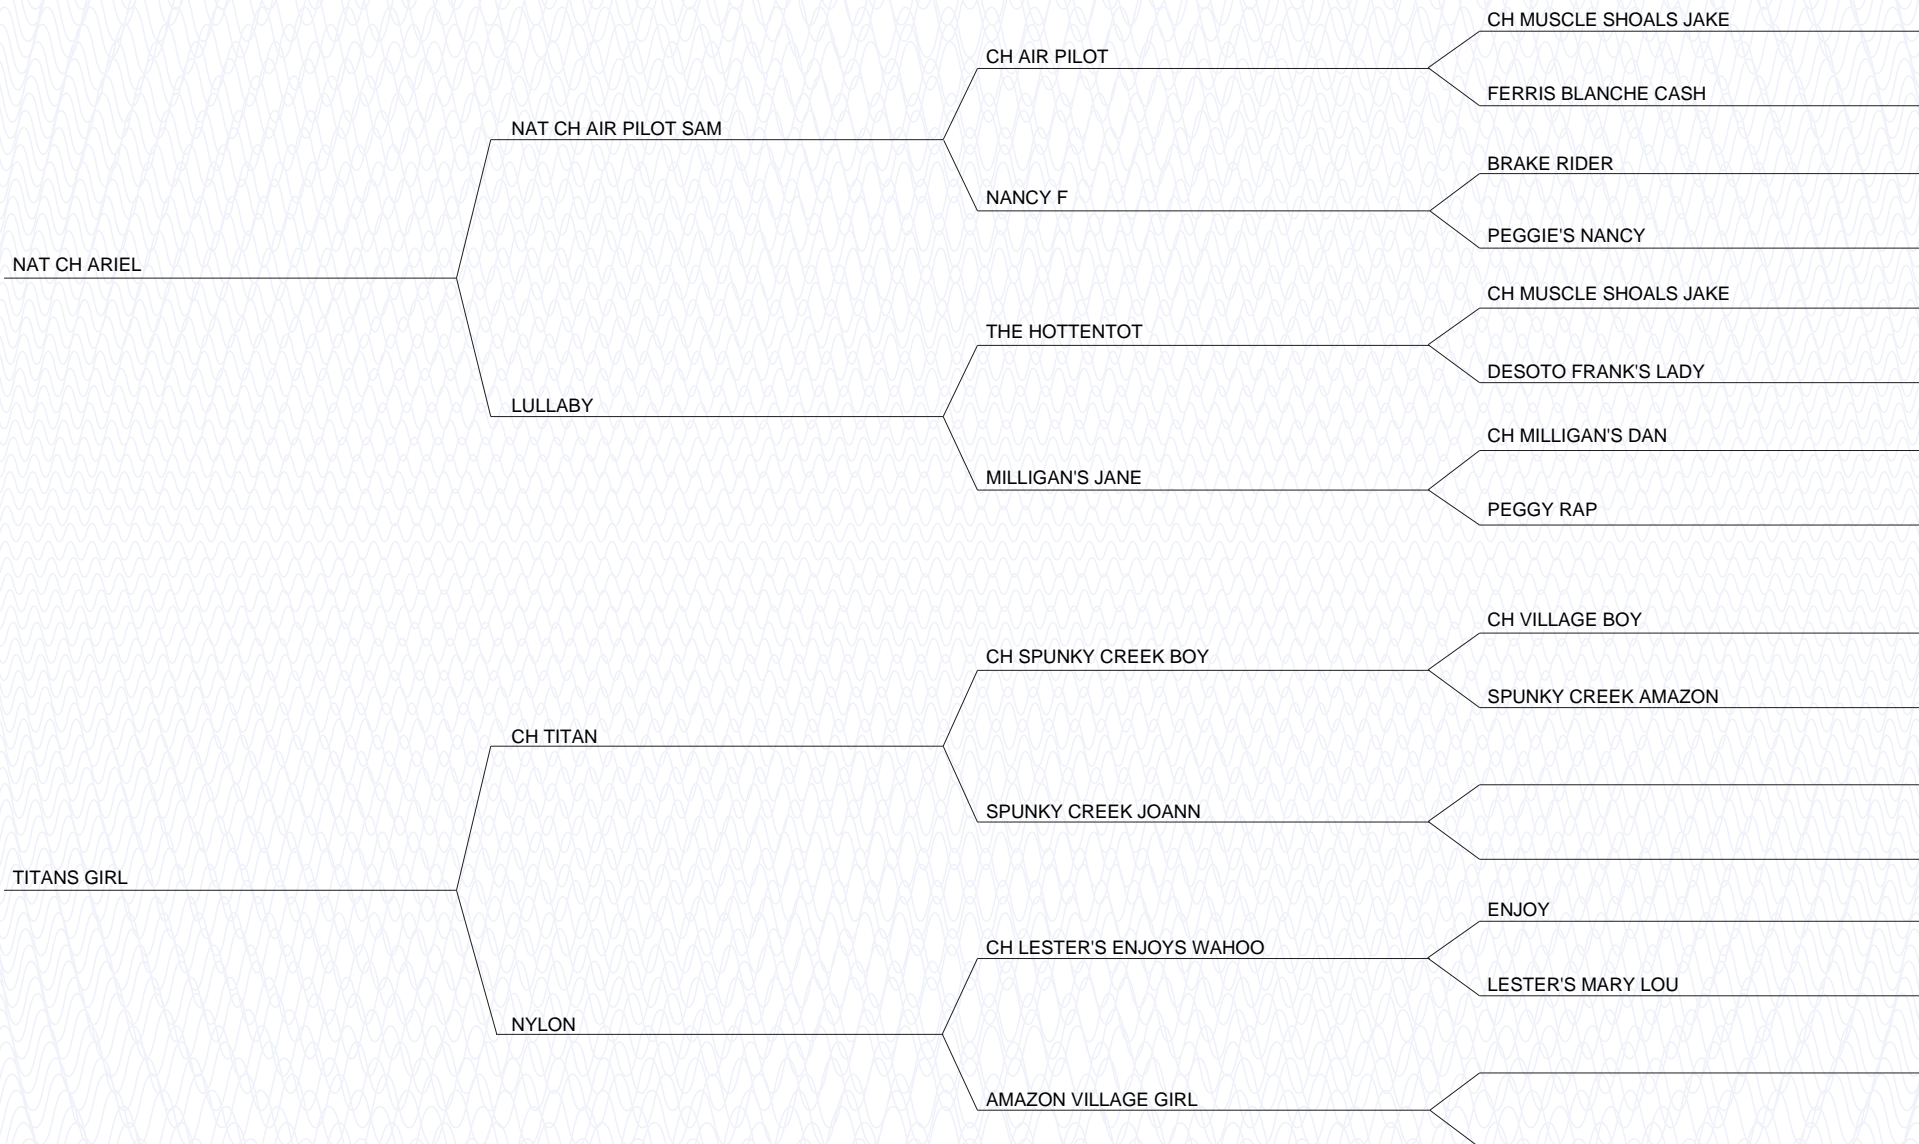 CH MUSCLE SHOALS JAKE
CH AIR PILOT
FERRIS BLANCHE CASH
NAT CH AIR PILOT SAM
BRAKE RIDER
NANCY F
PEGGIE'S NANCY
NAT CH ARIEL
CH MUSCLE SHOALS JAKE
THE HOTTENTOT
DESOTO FRANK'S LADY
LULLABY
CH MILLIGAN'S DAN
MILLIGAN'S JANE
PEGGY RAP
CH VILLAGE BOY
CH SPUNKY CREEK BOY
SPUNKY CREEK AMAZON
CH TITAN
SPUNKY CREEK JOANN
TITANS GIRL
ENJOY
CH LESTER'S ENJOYS WAHOO
LESTER'S MARY LOU
NYLON
AMAZON VILLAGE GIRL